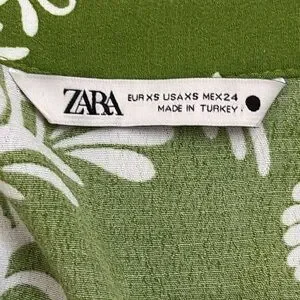 ZARA
EUR XS USA XS MEX 24
MADE IN TURKEY